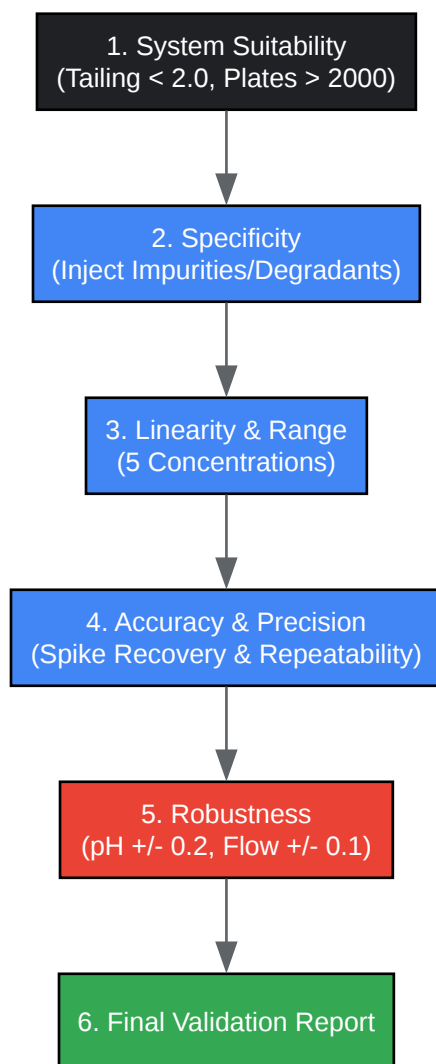 1. System Suitability
(Tailing < 2.0, Plates > 2000)
2. Specificity
(Inject Impurities/Degradants)
3. Linearity & Range
(5 Concentrations)
4. Accuracy & Precision
(Spike Recovery & Repeatability)
5. Robustness
(pH +/- 0.2, Flow +/- 0.1)
6. Final Validation Report